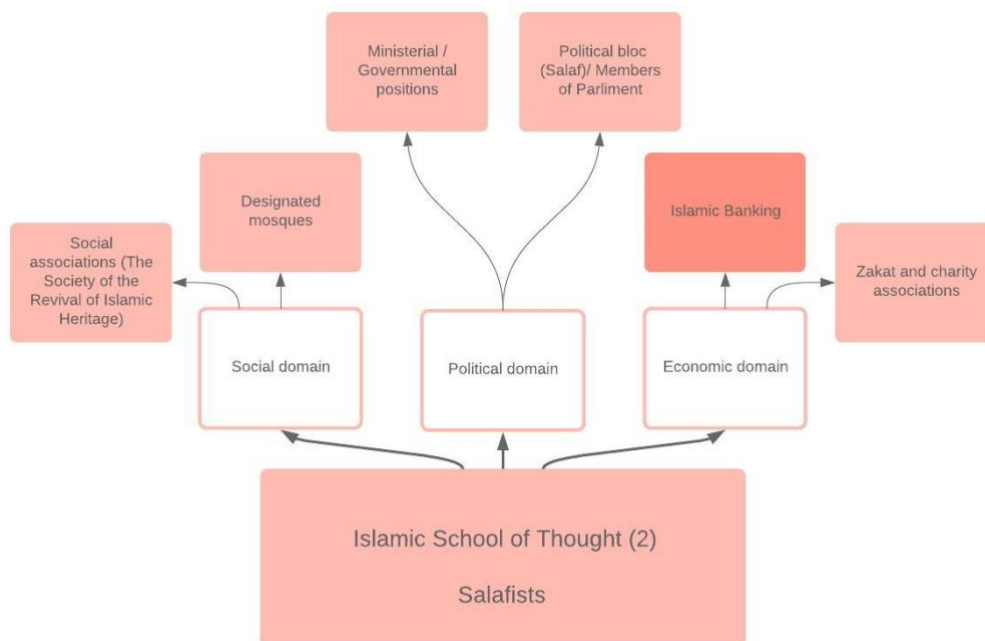 Ministerial /
Governmental
positions
Political bloc
(Salaf)/ Members
of Parliment
Designated
mosques
Islamic Banking
Social
associations (The
Society of the
Revival of Islamic
Heritage)
Zakat and charity
associations
Social domain
Political domain
Economic domain
Islamic School of Thought (2)
Salafists